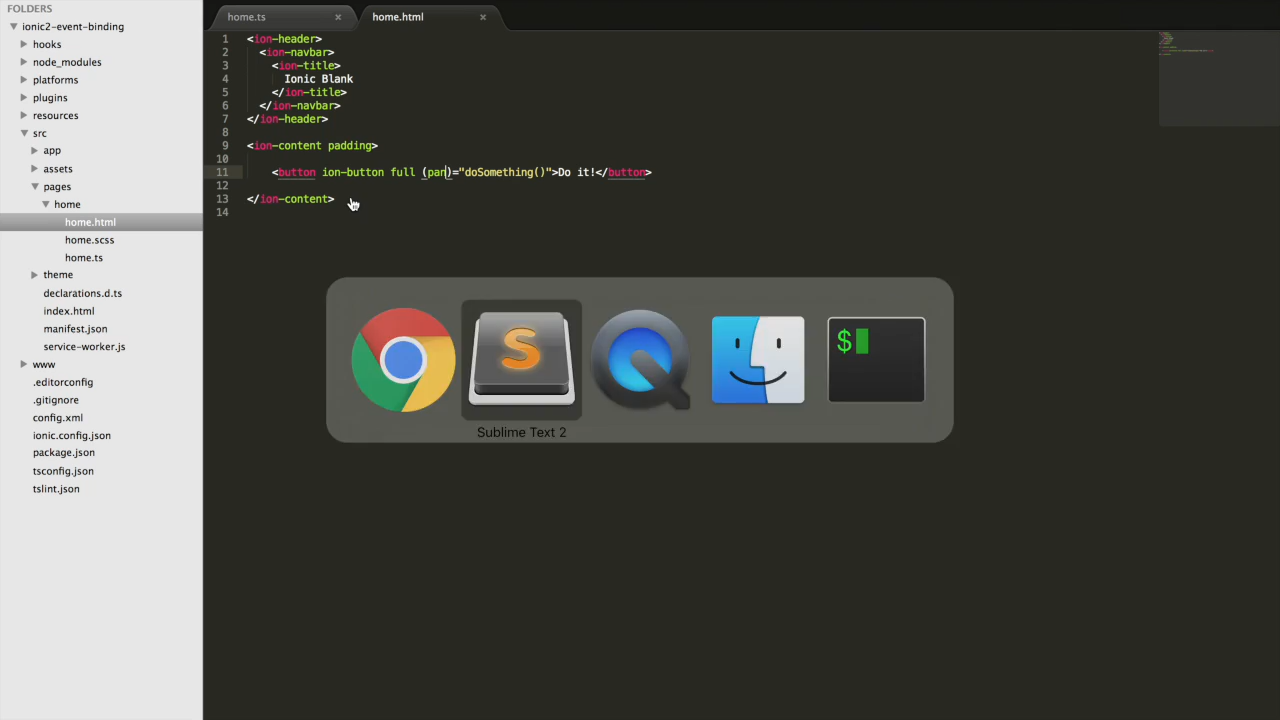 FOLDERS
ionic2-event-binding
hooks
node_modules
platforms
plugins
resources
src
app
assets
pages
home
home.html
home.scss
home.ts
theme
declarations.d.ts
index.html
manifest.json
service-worker.js
www
.editorconfig
.gitignore
config.xml
ionic.config.json
package.json
tsconfig.json
tslint.json
home.ts ×
home.html ×
1 <ion-header>
2 <ion-navbar>
3 <ion-title>
4 Ionic Blank
5 </ion-title>
6 </ion-navbar>
7 </ion-header>
8
9 <ion-content padding>
10
11 <button ion-button full (pan)="doSomething()">Do it!</button>
12
13 </ion-content>
14
S
$
Sublime Text 2